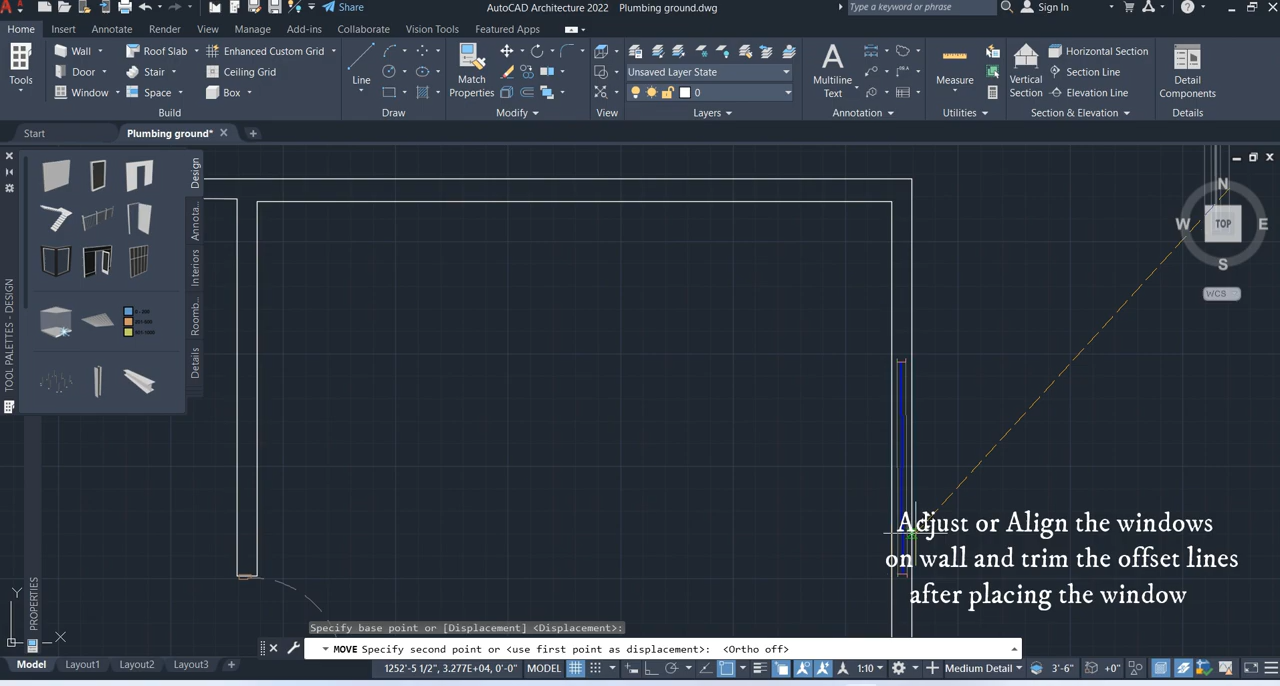 Share
AutoCAD Architecture 2022 Plumbing ground.dwg
Type a keyword or phrase
Sign In
Home Insert Annotate Render View Manage Add-ins Collaborate Vision Tools Featured Apps
Tools
Wall
Roof Slab
Enhanced Custom Grid
Door
Stair
Ceiling Grid
Window
Space
Box
Build
Line
Draw
Match
Properties
Modify
View
Unsaved Layer State
0
Layers
Multiline
Text
Annotation
Measure
Utilities
Vertical
Section
Horizontal Section
Section Line
Elevation Line
Section & Elevation
Detail
Components
Details
Start
Plumbing ground*
Design
Annota...
Interiors
Roomb...
Details
TOOL PALETTES - DESIGN
PROPERTIES
N
W
TOP
E
S
WCS
Adjust or Align the windows
on wall and trim the offset lines
after placing the window
Y
X
Specify base point or [Displacement] <Displacement>:
MOVE Specify second point or <use first point as displacement>: <Ortho off>
Model Layout1 Layout2 Layout3 +
1252'-5 1/2", 3.277E+04, 0'-0" MODEL
1:10
Medium Detail
3'-6"
+0"